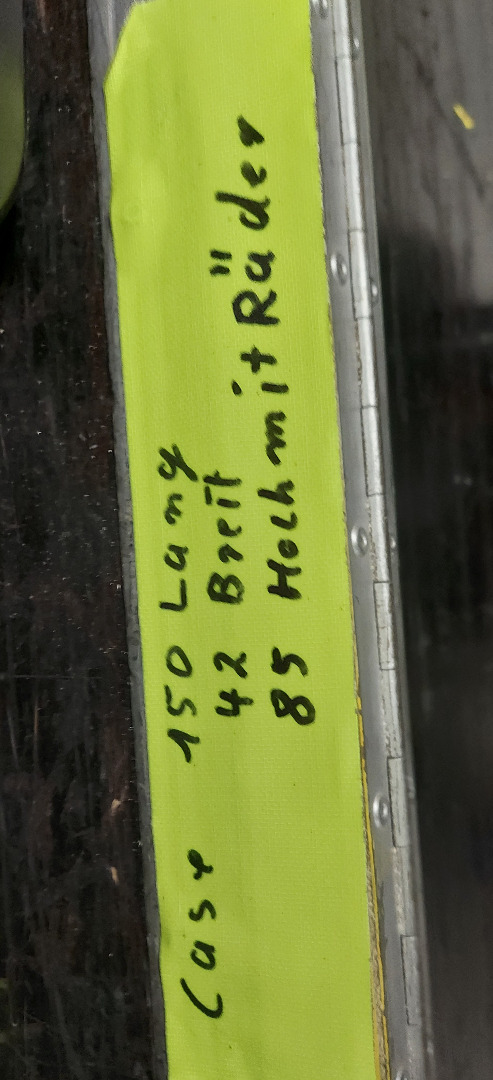 Case 150 Lang
42 Breit
85 Hoch mit Räder